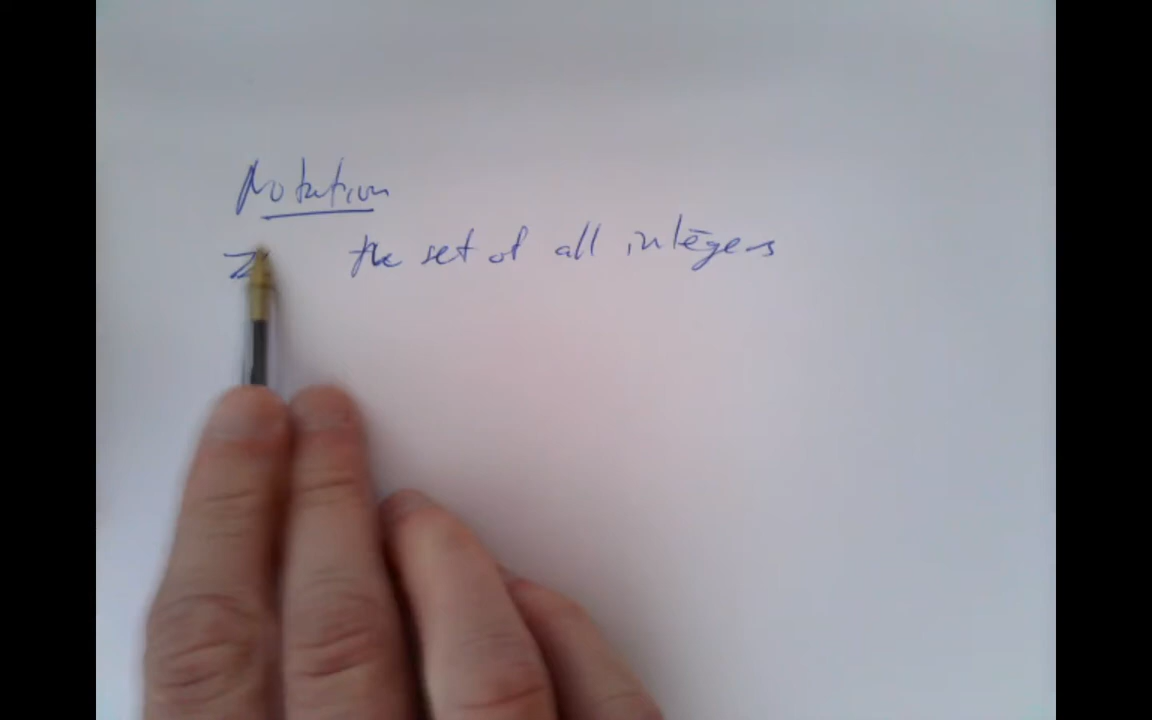 Notation
ℤ the set of all integers